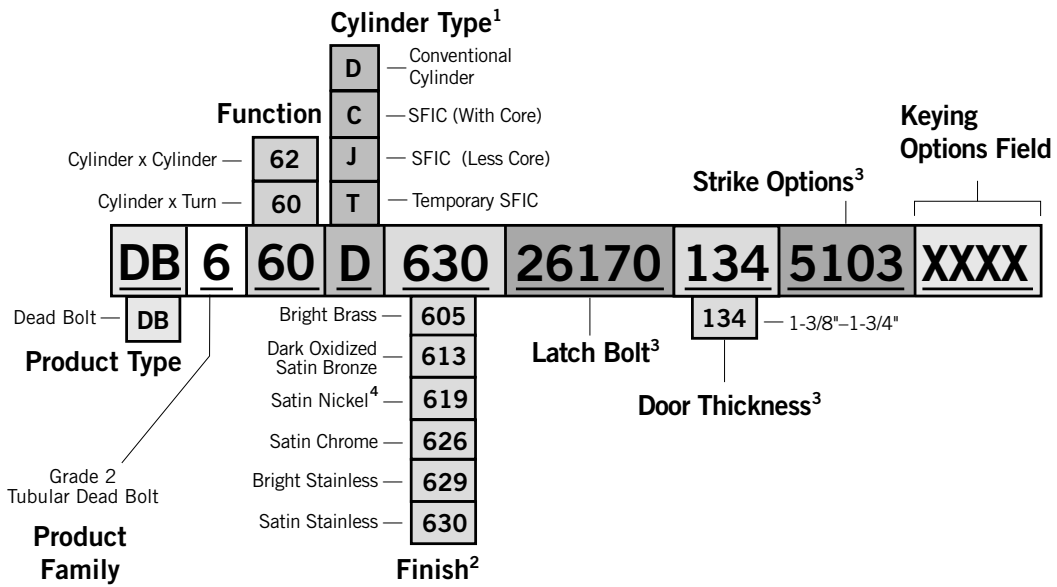 Cylinder Type¹
D — Conventional
Cylinder
C — SFIC (With Core)
J — SFIC (Less Core)
T — Temporary SFIC
Function
Cylinder x Cylinder — 62
Cylinder x Turn — 60
Keying
Options Field
Strike Options³
DB 6 60 D 630 26170 134 5103 XXXX
Dead Bolt — DB
Product Type
Grade 2
Tubular Dead Bolt
Product
Family
Bright Brass — 605
Dark Oxidized
Satin Bronze — 613
Satin Nickel⁴ — 619
Satin Chrome — 626
Bright Stainless — 629
Satin Stainless — 630
Finish²
Latch Bolt³
134 — 1-3/8"–1-3/4"
Door Thickness³